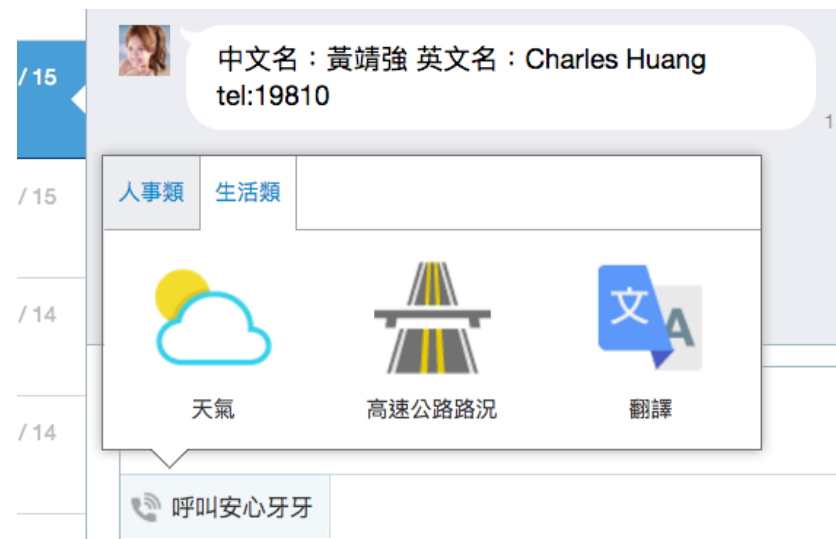 中文名：黃靖強 英文名：Charles Huang
tel:19810
/ 15
1
人事類 生活類
/ 15
文 A
/ 14
天氣 高速公路路況 翻譯
/ 14
呼叫安心牙牙